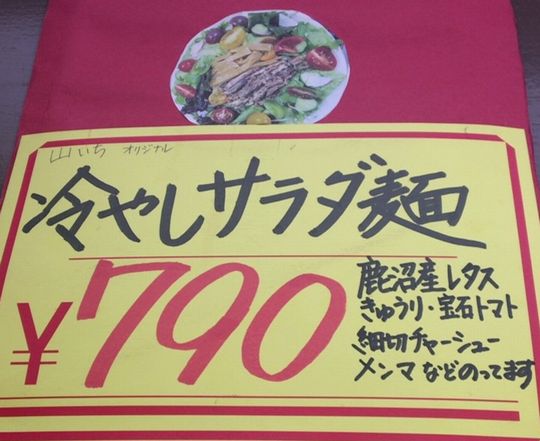 山いち オリジナル
冷やしサラダ麺
¥790
鹿沼産レタス
きゅうり・宝石トマト
細切チャーシュー
メンマ などのってます